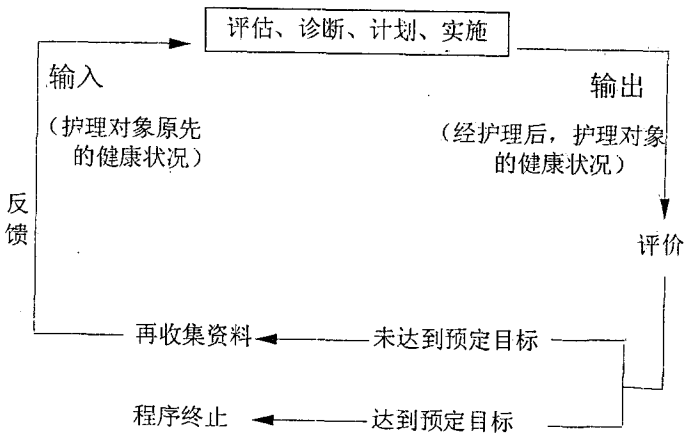 评估、诊断、计划、实施
输入
输出
（护理对象原先
的健康状况）
（经护理后，护理对象
的健康状况）
反
馈
评价
再收集资料
未达到预定目标
程序终止
达到预定目标